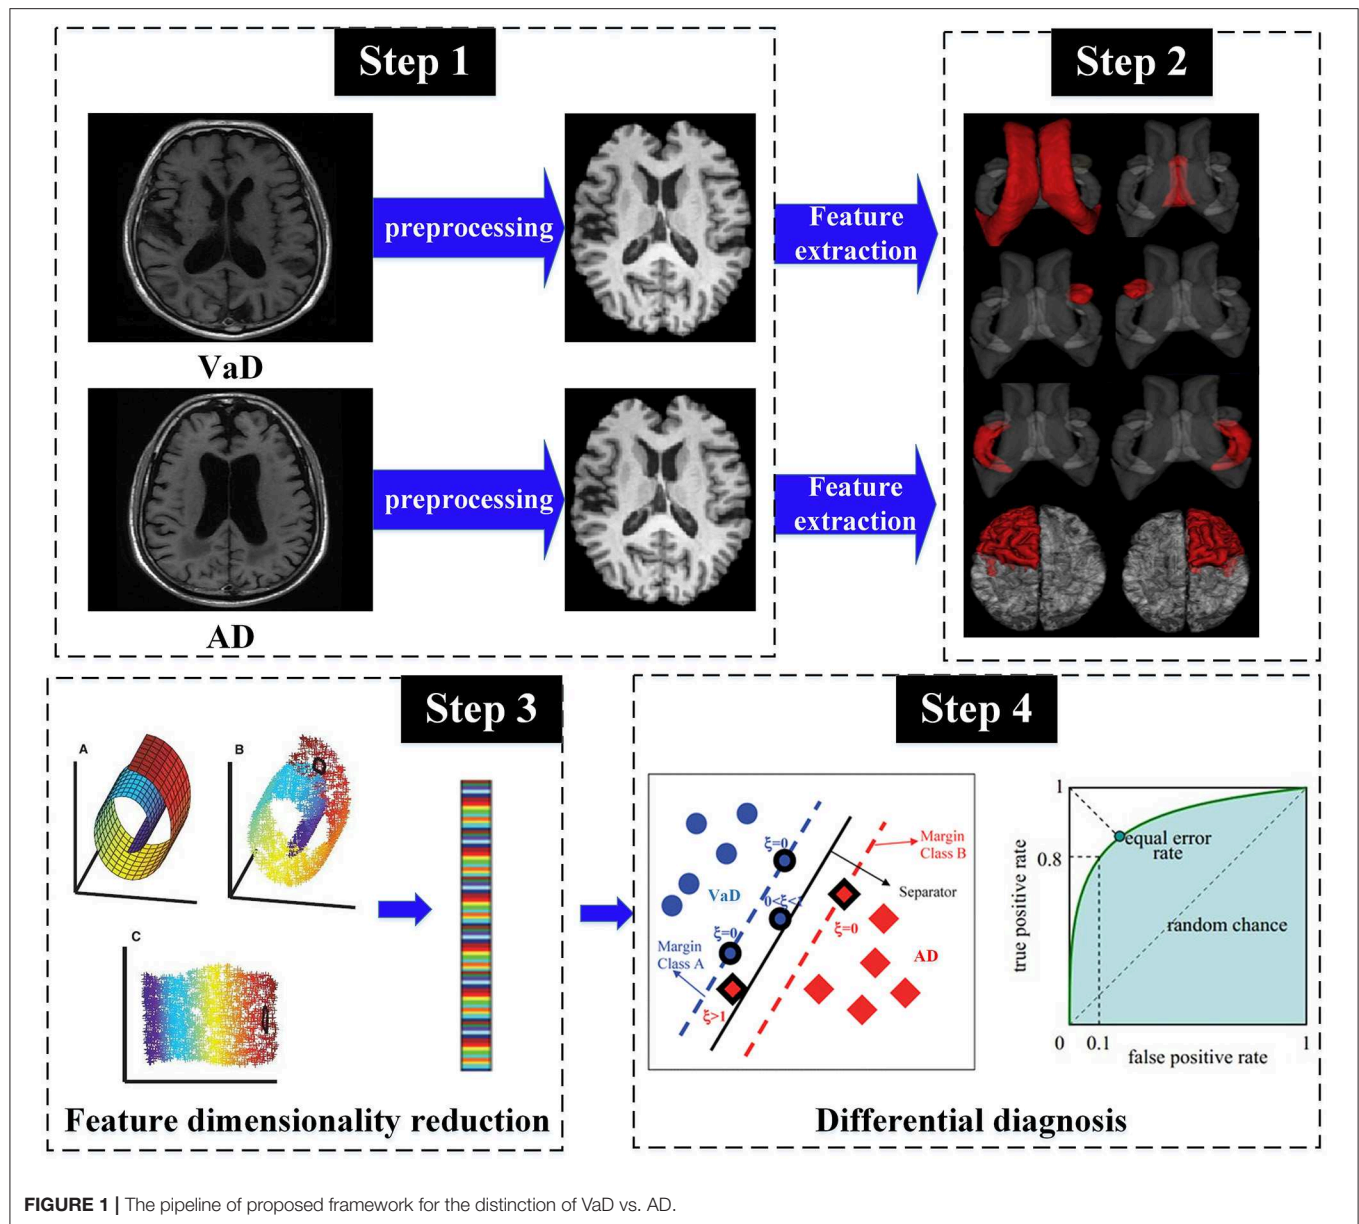 Step 1
preprocessing
VaD
preprocessing
AD
Feature
extraction
Feature
extraction
Step 2
Step 3
A
B
C
Feature dimensionality reduction
Step 4
ξ=0
VaD
0<ξ<
ξ=0
Margin
Class A
ξ>1
Margin
Class B
Separator
ξ=0
AD
1
0.8
true positive rate
equal error
rate
random chance
0
0.1
1
false positive rate
Differential diagnosis
FIGURE 1 | The pipeline of proposed framework for the distinction of VaD vs. AD.